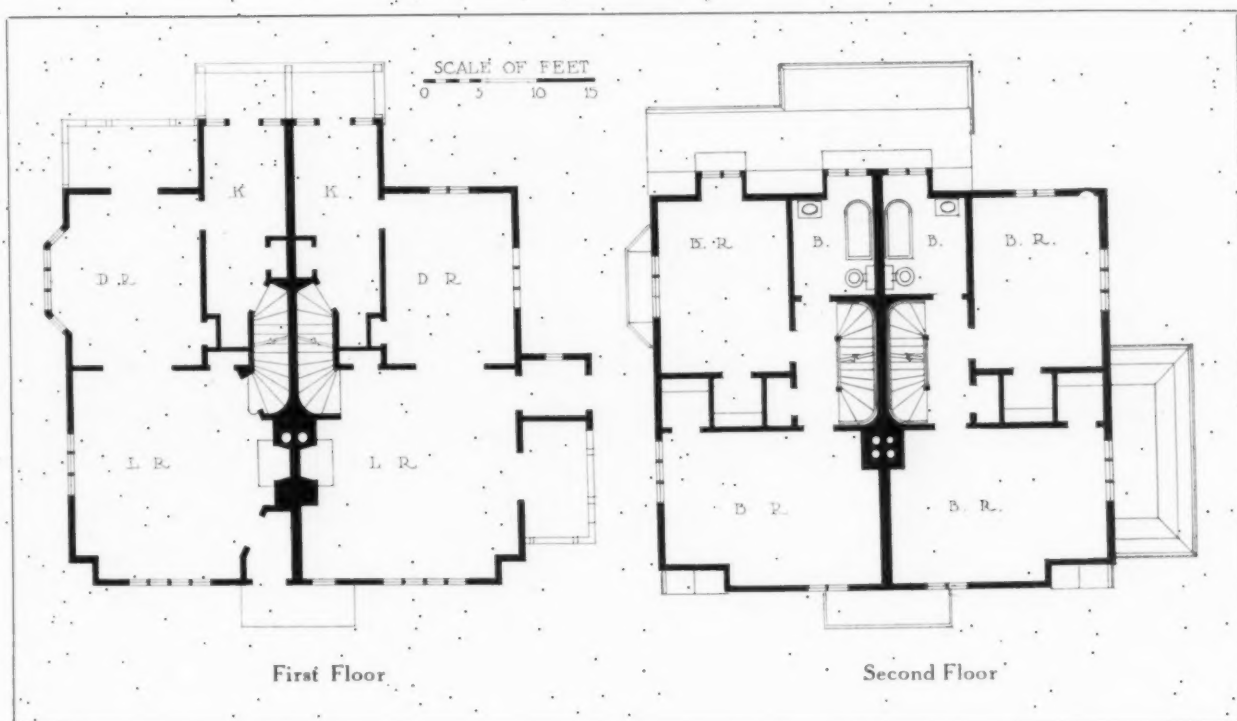 SCALE OF FEET
0 5 10 15
K K
D. R. D R
L R L R
First Floor
B. R. B. B. B. R.
B R B. R.
Second Floor